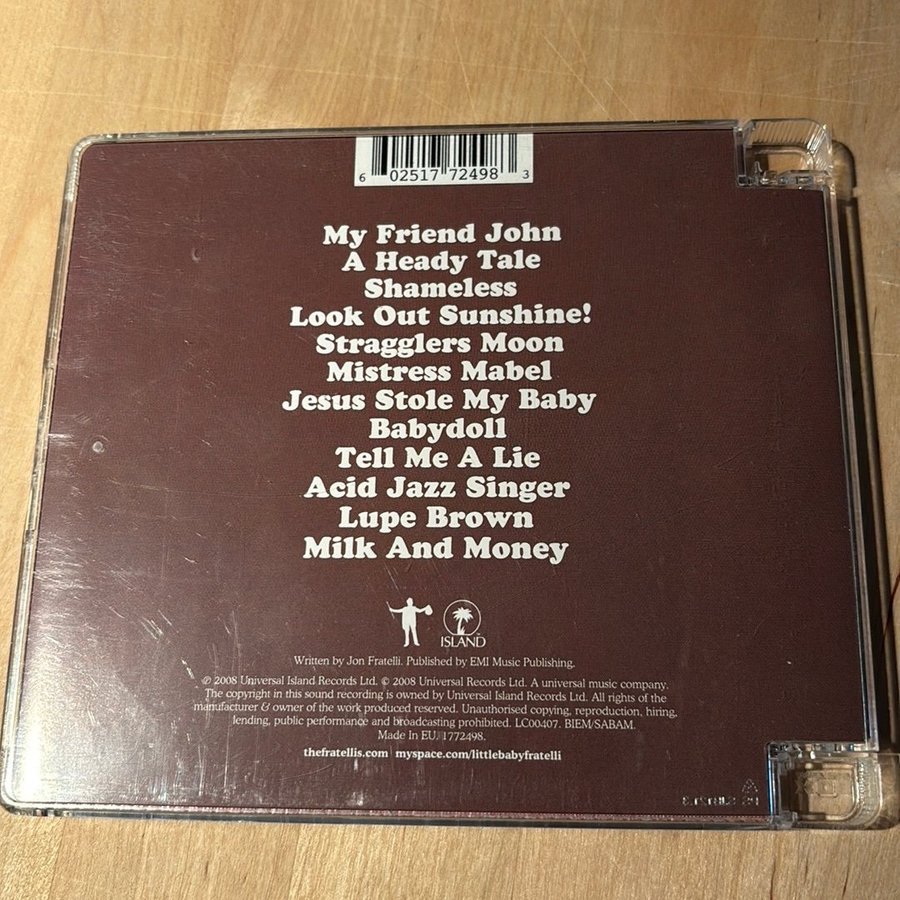 6 02517 72498 3
My Friend John
A Heady Tale
Shameless
Look Out Sunshine!
Stragglers Moon
Mistress Mabel
Jesus Stole My Baby
Babydoll
Tell Me A Lie
Acid Jazz Singer
Lupe Brown
Milk And Money
ISLAND
Written by Jon Fratelli. Published by EMI Music Publishing.
℗ 2008 Universal Island Records Ltd. © 2008 Universal Records Ltd. A universal music company.
The copyright in this sound recording is owned by Universal Island Records Ltd. All rights of the
manufacturer & owner of the work produced reserved. Unauthorised copying, reproduction, hiring,
lending, public performance and broadcasting prohibited. LC00407. BIEM/SABAM.
Made in EU. 1772498.
thefratellis.com | myspace.com/littlebabyfratelli